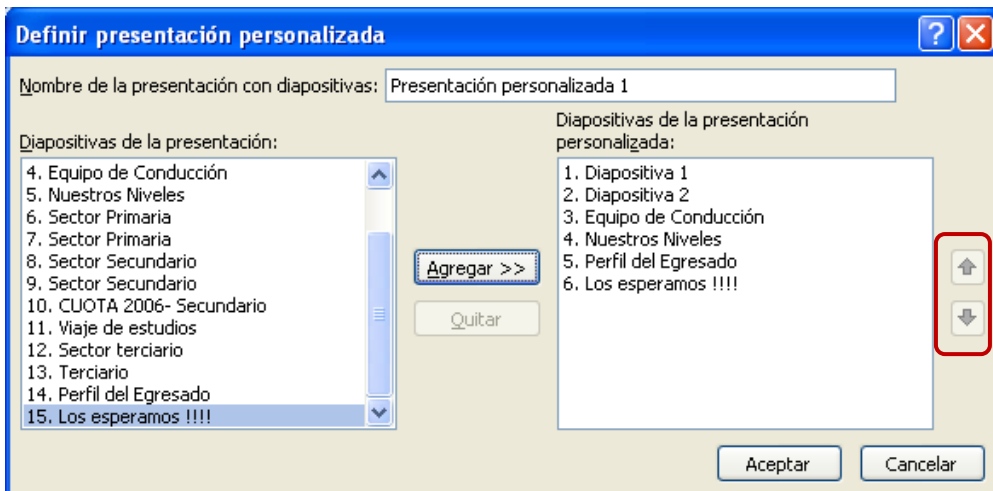 Definir presentación personalizada
Nombre de la presentación con diapositivas: Presentación personalizada 1
Diapositivas de la presentación:
4. Equipo de Conducción
5. Nuestros Niveles
6. Sector Primaria
7. Sector Primaria
8. Sector Secundario
9. Sector Secundario
10. CUOTA 2006- Secundario
11. Viaje de estudios
12. Sector terciario
13. Terciario
14. Perfil del Egresado
15. Los esperamos !!!!
Agregar >>
Quitar
Diapositivas de la presentación
personalizada:
1. Diapositiva 1
2. Diapositiva 2
3. Equipo de Conducción
4. Nuestros Niveles
5. Perfil del Egresado
6. Los esperamos !!!!
Aceptar
Cancelar